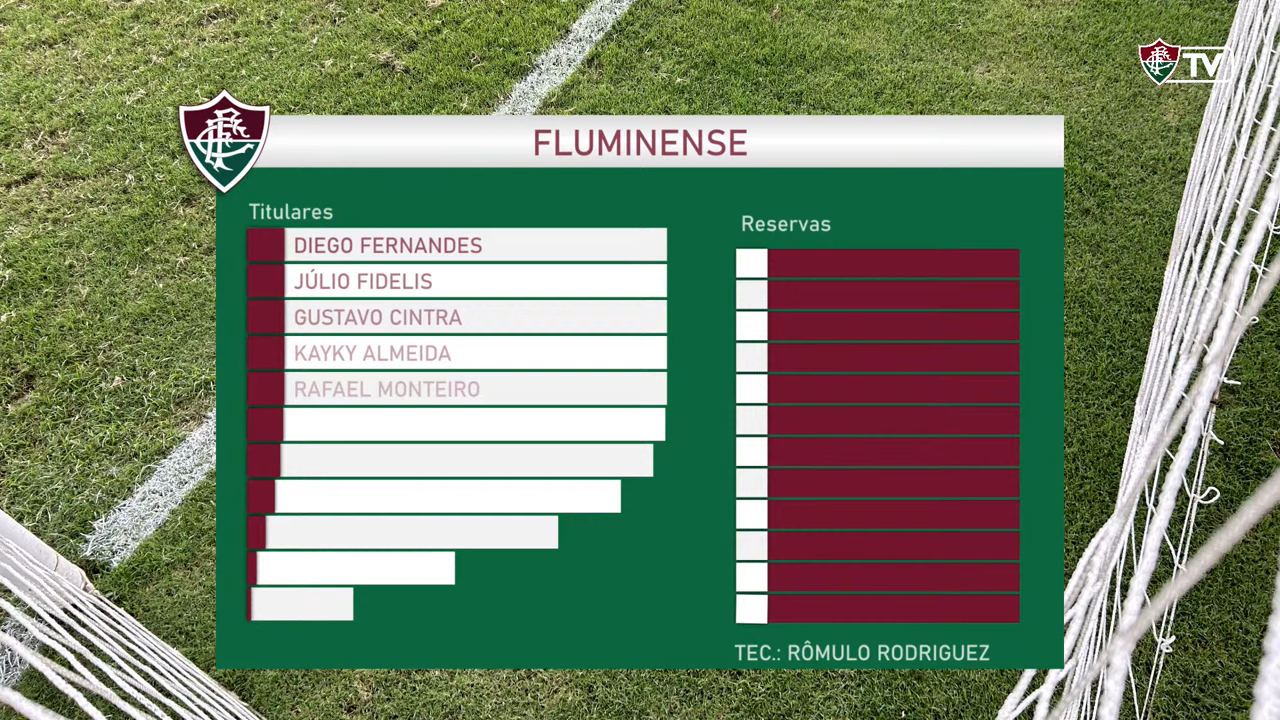 TV
FLUMINENSE
Titulares
DIEGO FERNANDES
JÚLIO FIDELIS
GUSTAVO CINTRA
KAYKY ALMEIDA
RAFAEL MONTEIRO
Reservas
TEC.: RÔMULO RODRIGUEZ